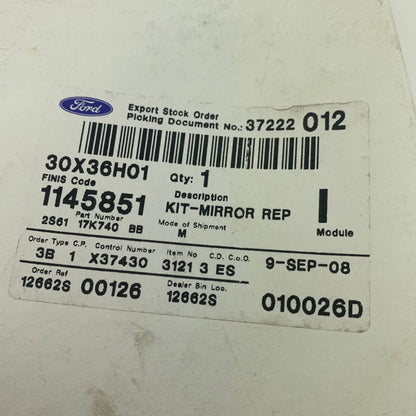 Ford
Export Stock Order
Picking Document No.: 37222 012
30X36H01 Qty: 1
FINIS Code Description
1145851 KIT-MIRROR REP I
Part Number Mode of Shipment Module
2S61 17K740 BB M
Order Type C.P. Control Number Item No C.D. C.o.O.
3B 1 X37430 3121 3 ES 9-SEP-08
Order Ref Dealer Bin Loc.
12662S 00126 12662S 010026D